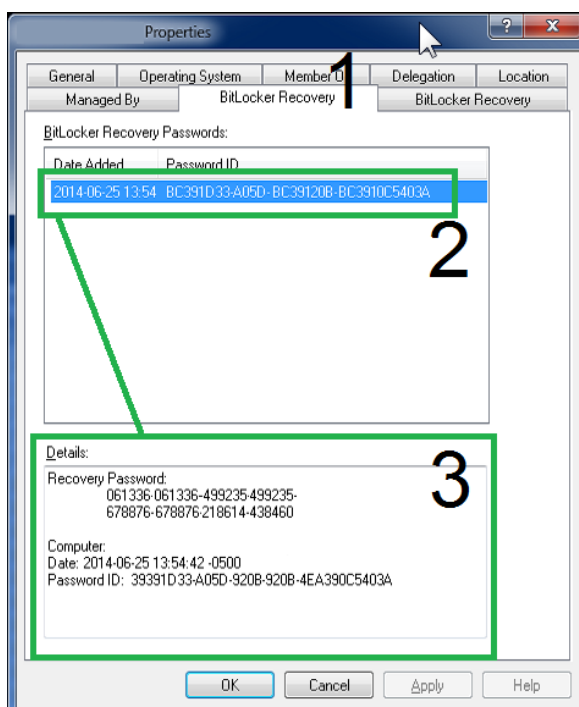 Properties
?
X
1
General Operating System Member O Delegation Location
Managed By BitLocker Recovery BitLocker Recovery
BitLocker Recovery Passwords:
Date Added Password ID
2014-06-25 13:54 BC391D33-A05D-BC39120B-BC3910C5403A
2
Details:
3
Recovery Password:
061336-061336-499235-499235-
678876-678876-218614-438460
Computer:
Date: 2014-06-25 13:54:42 -0500
Password ID: 39391D33-A05D-920B-920B-4EA390C5403A
OK Cancel Apply Help